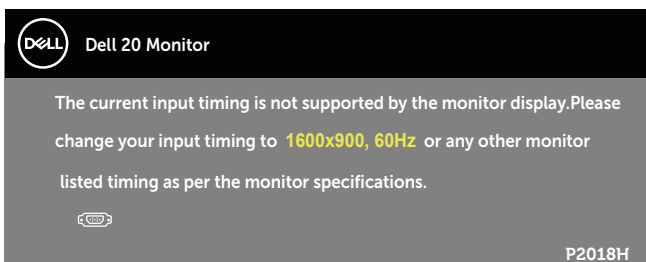 DELL Dell 20 Monitor
The current input timing is not supported by the monitor display.Please
change your input timing to 1600x900, 60Hz or any other monitor
listed timing as per the monitor specifications.
P2018H